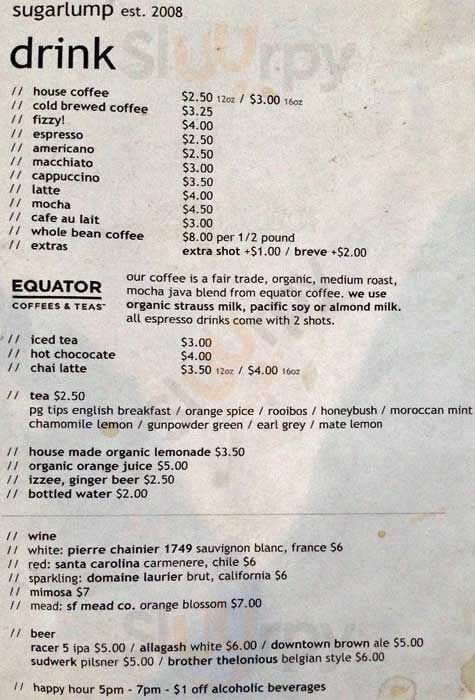 sugarlump est. 2008
drink
// house coffee $2.50 12oz / $3.00 16oz
// cold brewed coffee $3.25
// fizzy! $4.00
// espresso $2.50
// americano $2.50
// macchiato $3.00
// cappuccino $3.50
// latte $4.00
// mocha $4.50
// cafe au lait $3.00
// whole bean coffee $8.00 per 1/2 pound
// extras extra shot +$1.00 / breve +$2.00
EQUATOR
COFFEES & TEAS
our coffee is a fair trade, organic, medium roast,
mocha java blend from equator coffee. we use
organic strauss milk, pacific soy or almond milk.
all espresso drinks come with 2 shots.
// iced tea $3.00
// hot chococate $4.00
// chai latte $3.50 12oz / $4.00 16oz
// tea $2.50
pg tips english breakfast / orange spice / rooibos / honeybush / moroccan mint
chamomile lemon / gunpowder green / earl grey / mate lemon
// house made organic lemonade $3.50
// organic orange juice $5.00
// izzee, ginger beer $2.50
// bottled water $2.00
// wine
// white: pierre chainier 1749 sauvignon blanc, france $6
// red: santa carolina carmenere, chile $6
// sparkling: domaine laurier brut, california $6
// mimosa $7
// mead: sf mead co. orange blossom $7.00
// beer
racer 5 ipa $5.00 / allagash white $6.00 / downtown brown ale $5.00
sudwerk pilsner $5.00 / brother thelonious belgian style $6.00
// happy hour 5pm - 7pm - $1 off alcoholic beverages